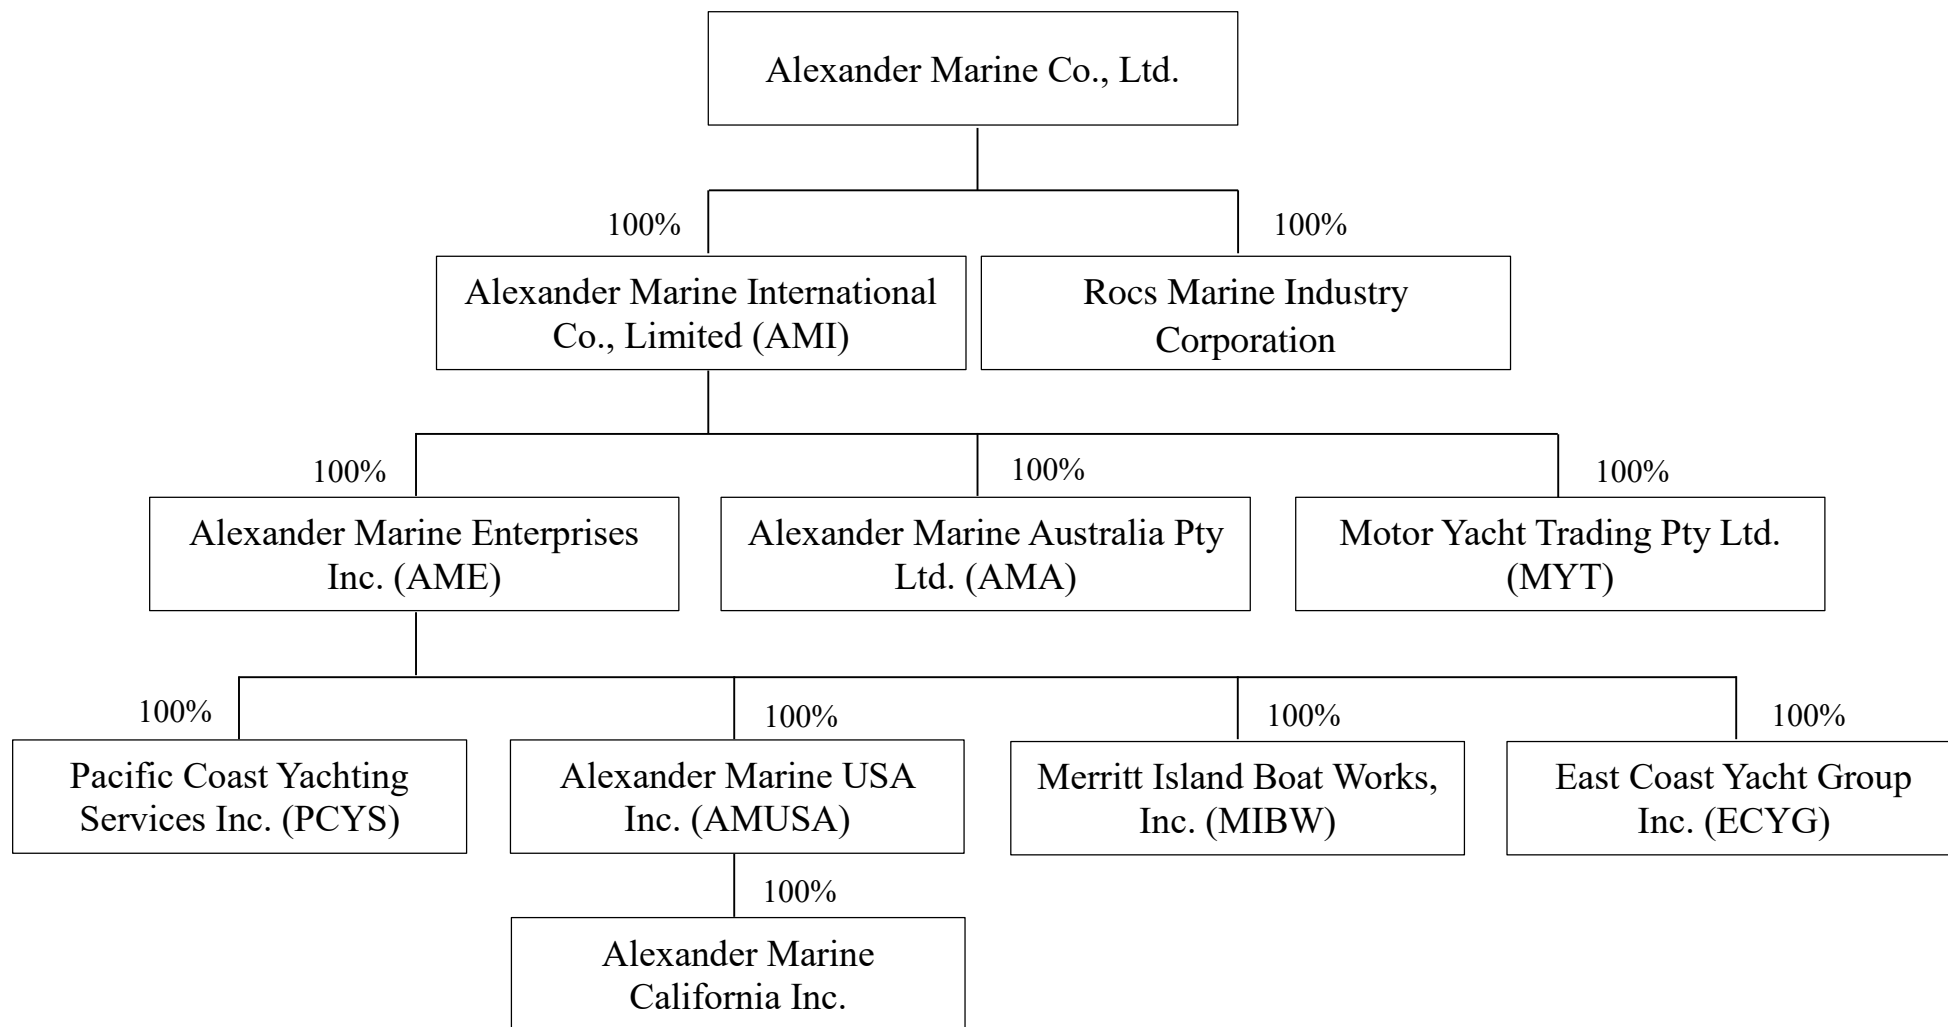 Alexander Marine Co., Ltd.
100%
100%
Alexander Marine International
Co., Limited (AMI)
Rocs Marine Industry
Corporation
100%
100%
100%
Alexander Marine Enterprises
Inc. (AME)
Alexander Marine Australia Pty
Ltd. (AMA)
Motor Yacht Trading Pty Ltd.
(MYT)
100%
100%
100%
100%
Pacific Coast Yachting
Services Inc. (PCYS)
Alexander Marine USA
Inc. (AMUSA)
Merritt Island Boat Works,
Inc. (MIBW)
East Coast Yacht Group
Inc. (ECYG)
100%
Alexander Marine
California Inc.